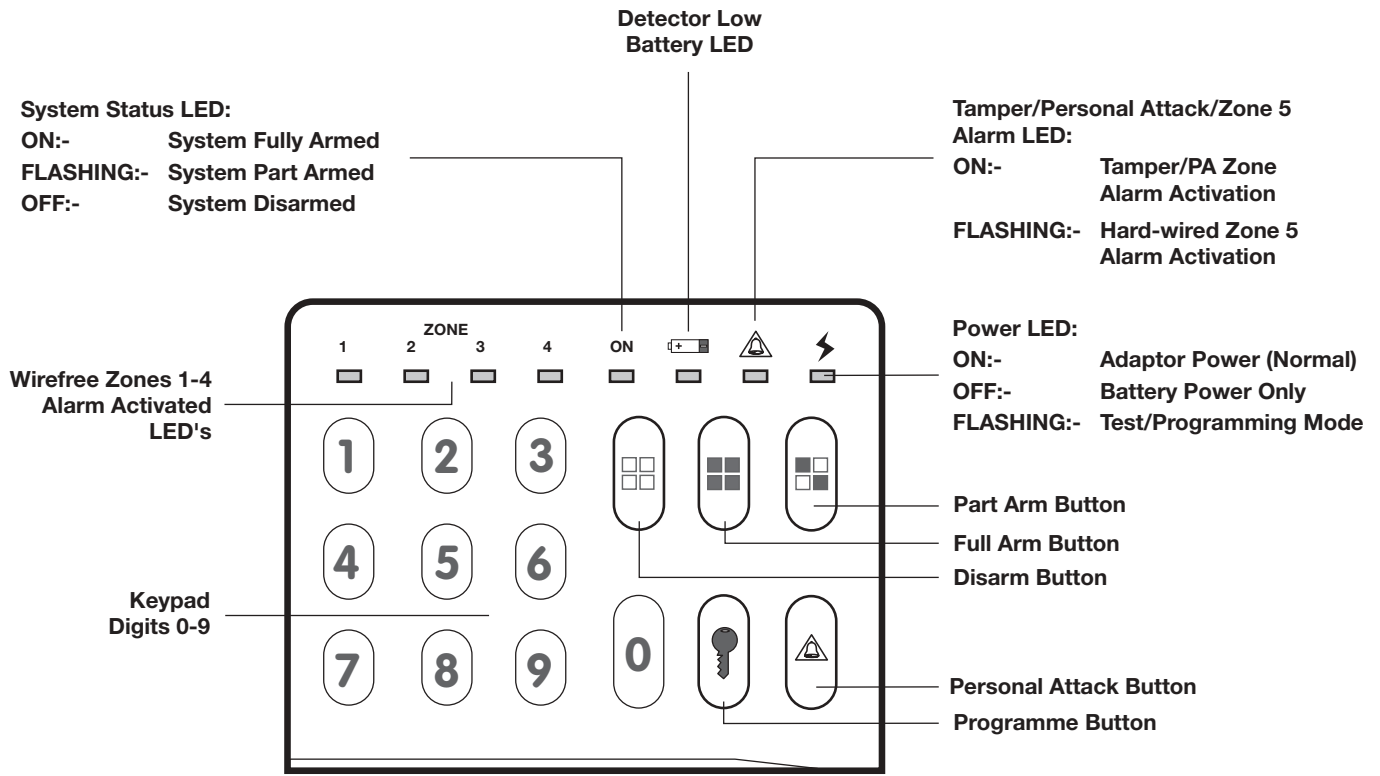 Detector Low
Battery LED
System Status LED:
ON:- System Fully Armed
FLASHING:- System Part Armed
OFF:- System Disarmed
Tamper/Personal Attack/Zone 5
Alarm LED:
ON:- Tamper/PA Zone
Alarm Activation
FLASHING:- Hard-wired Zone 5
Alarm Activation
Power LED:
ON:- Adaptor Power (Normal)
OFF:- Battery Power Only
FLASHING:- Test/Programming Mode
Wirefree Zones 1-4
Alarm Activated
LED's
ZONE
1 2 3 4 ON
+
1 2 3
4 5 6
7 8 9 0
Keypad
Digits 0-9
Part Arm Button
Full Arm Button
Disarm Button
Personal Attack Button
Programme Button